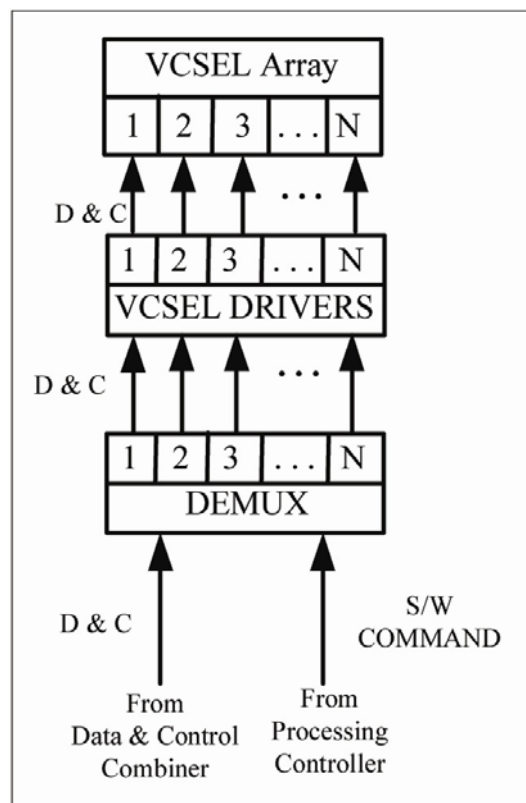 VCSEL Array
1 2 3 ... N
...
D & C
1 2 3 ... N
VCSEL DRIVERS
...
D & C
1 2 3 ... N
DEMUX
D & C
S/W
COMMAND
From
Data & Control
Combiner
From
Processing
Controller